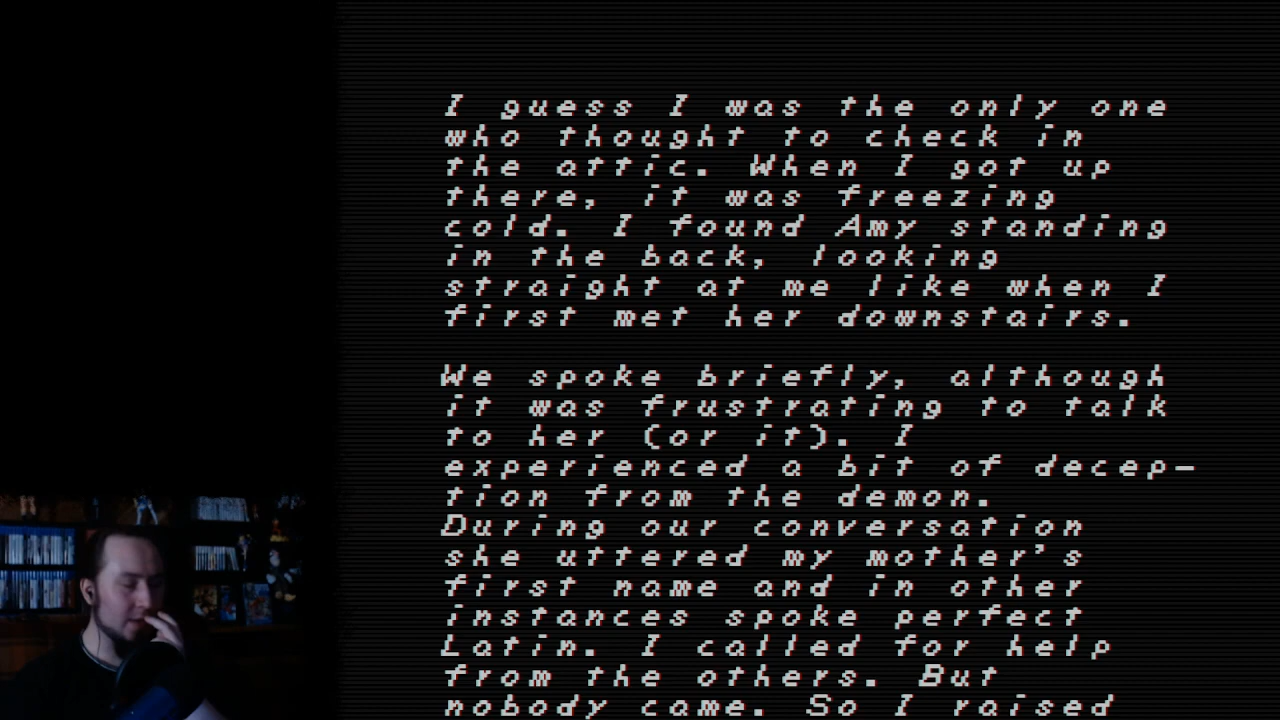 I guess I was the only one
who thought to check in
the attic. When I got up
there, it was freezing
cold. I found Amy standing
in the back, looking
straight at me like when I
first met her downstairs.
We spoke briefly, although
it was frustrating to talk
to her (or it). I
experienced a bit of decep-
tion from the demon.
During our conversation
she uttered my mother's
first name and in other
instances spoke perfect
Latin. I called for help
from the others. But
nobody came. So I raised